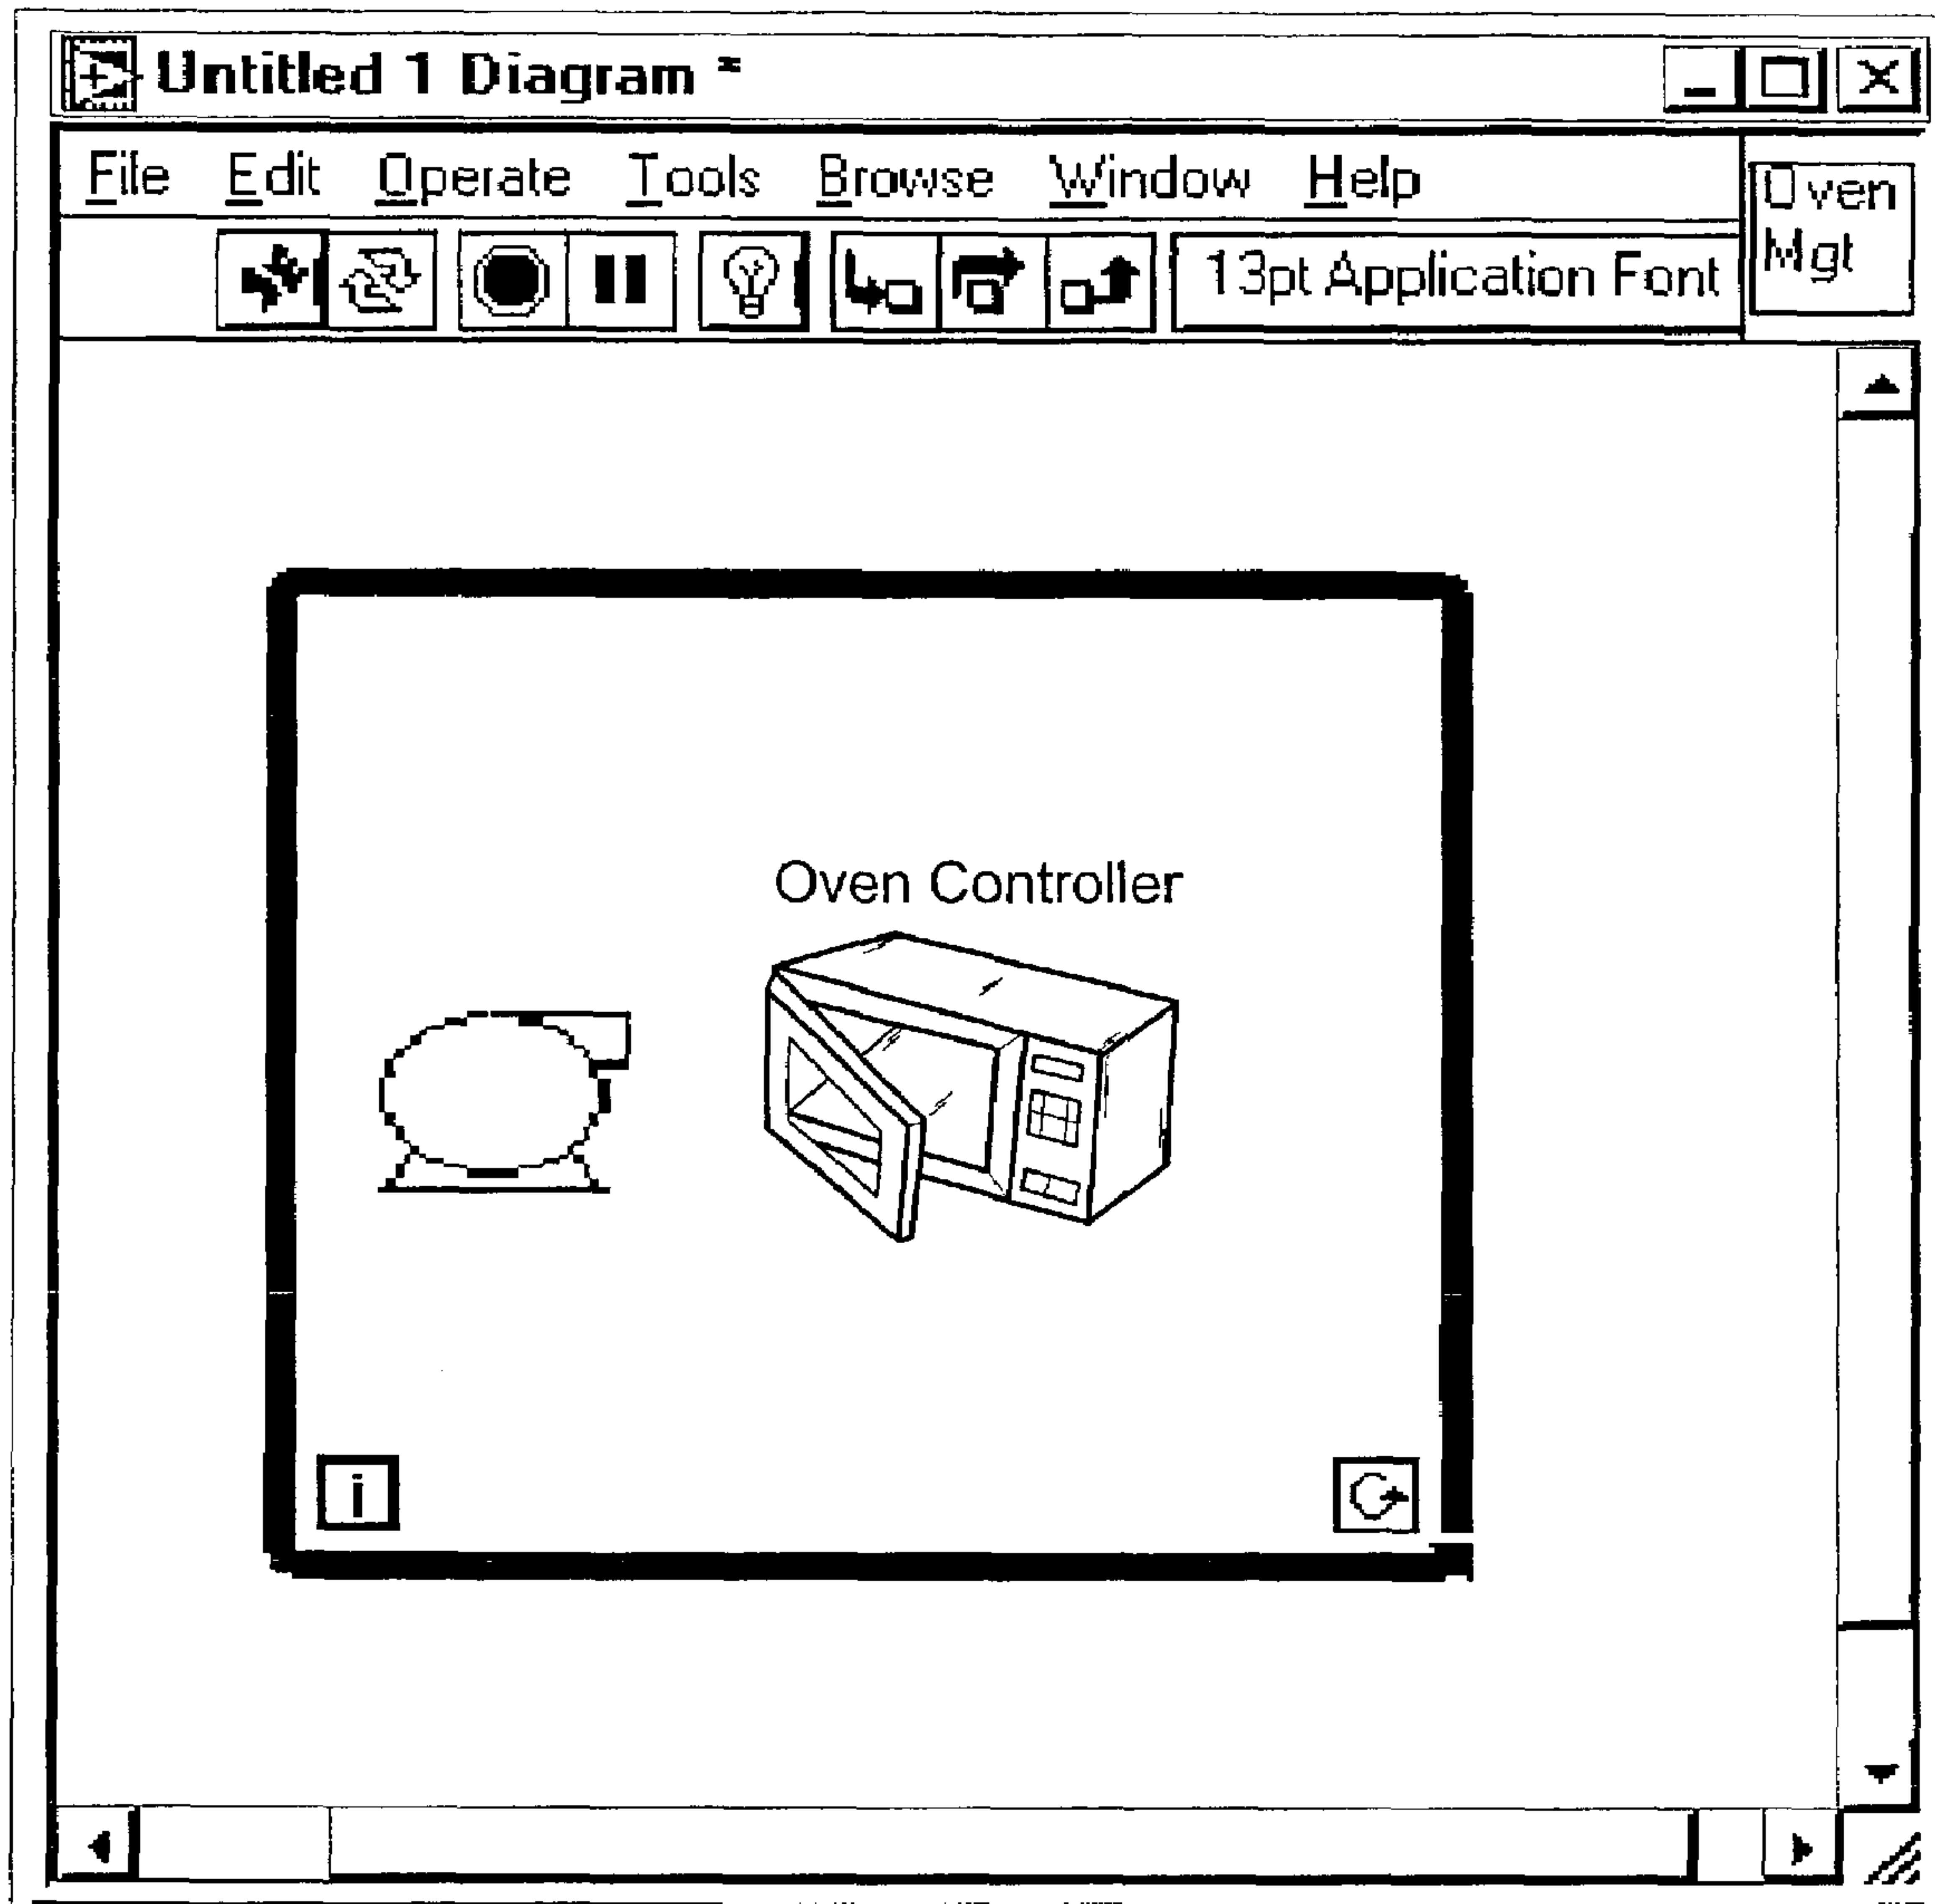 Untitled 1 Diagram *
File Edit Operate Tools Browse Window Help
Oven
Mgt
13pt Application Font
Oven Controller
i